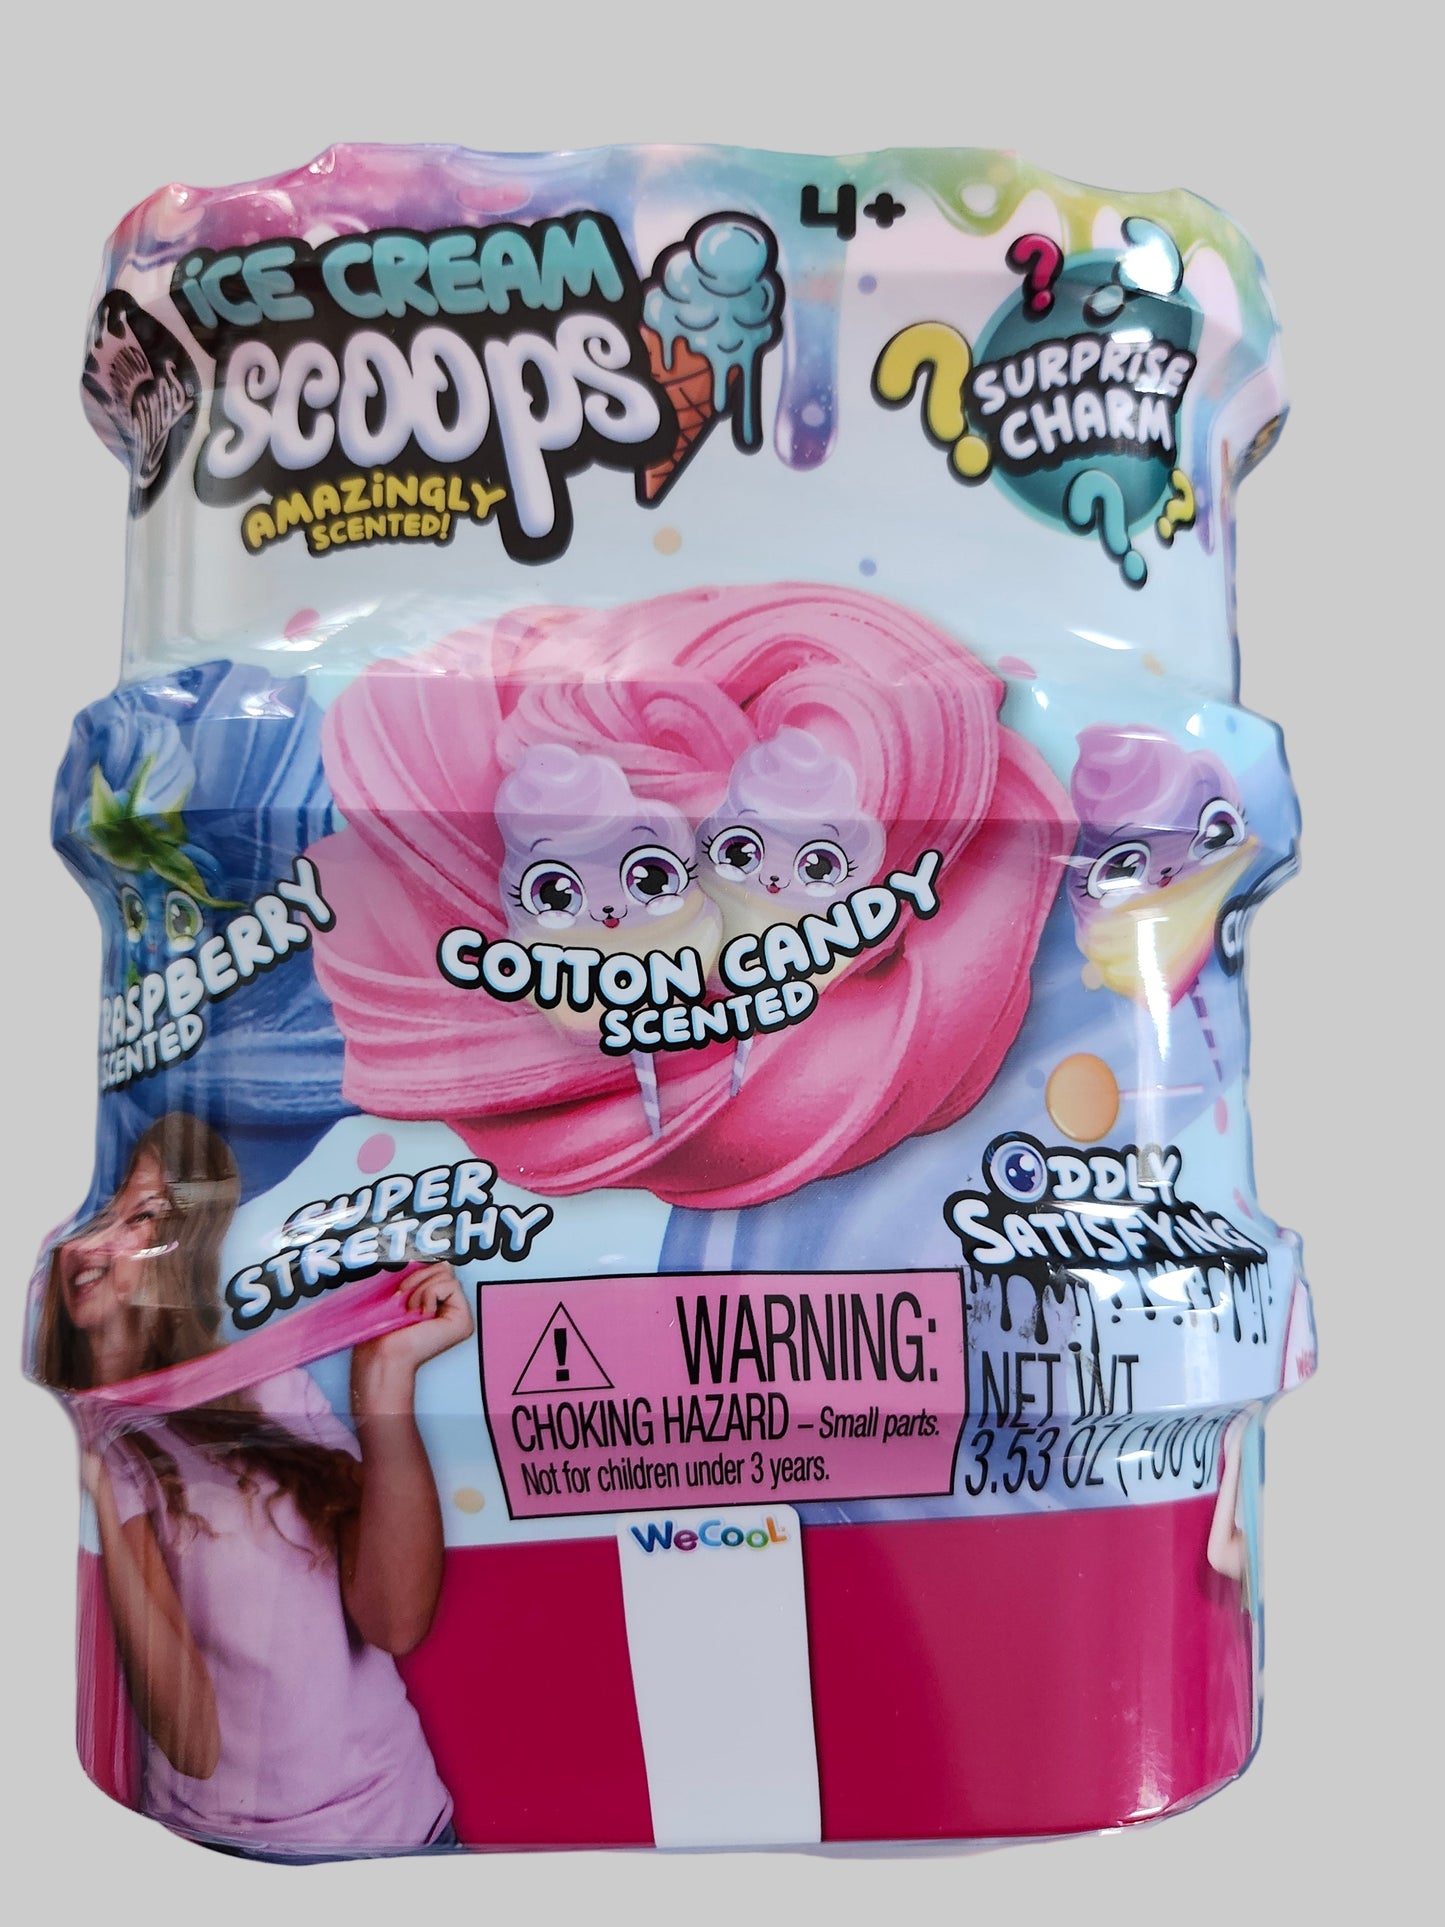 4+
iCE CREAM
SCOOPS
AMAZiNGLY
SCENTED!
SURPRiSE
CHARM
RASPBERRY
SCENTED
COTTON CANDY
SCENTED
SUPER
STRETCHY
ODDLY
SATISFYING
WARNING:
CHOKING HAZARD – Small parts.
Not for children under 3 years.
NET WT
3.53 OZ (100 g)
WeCool